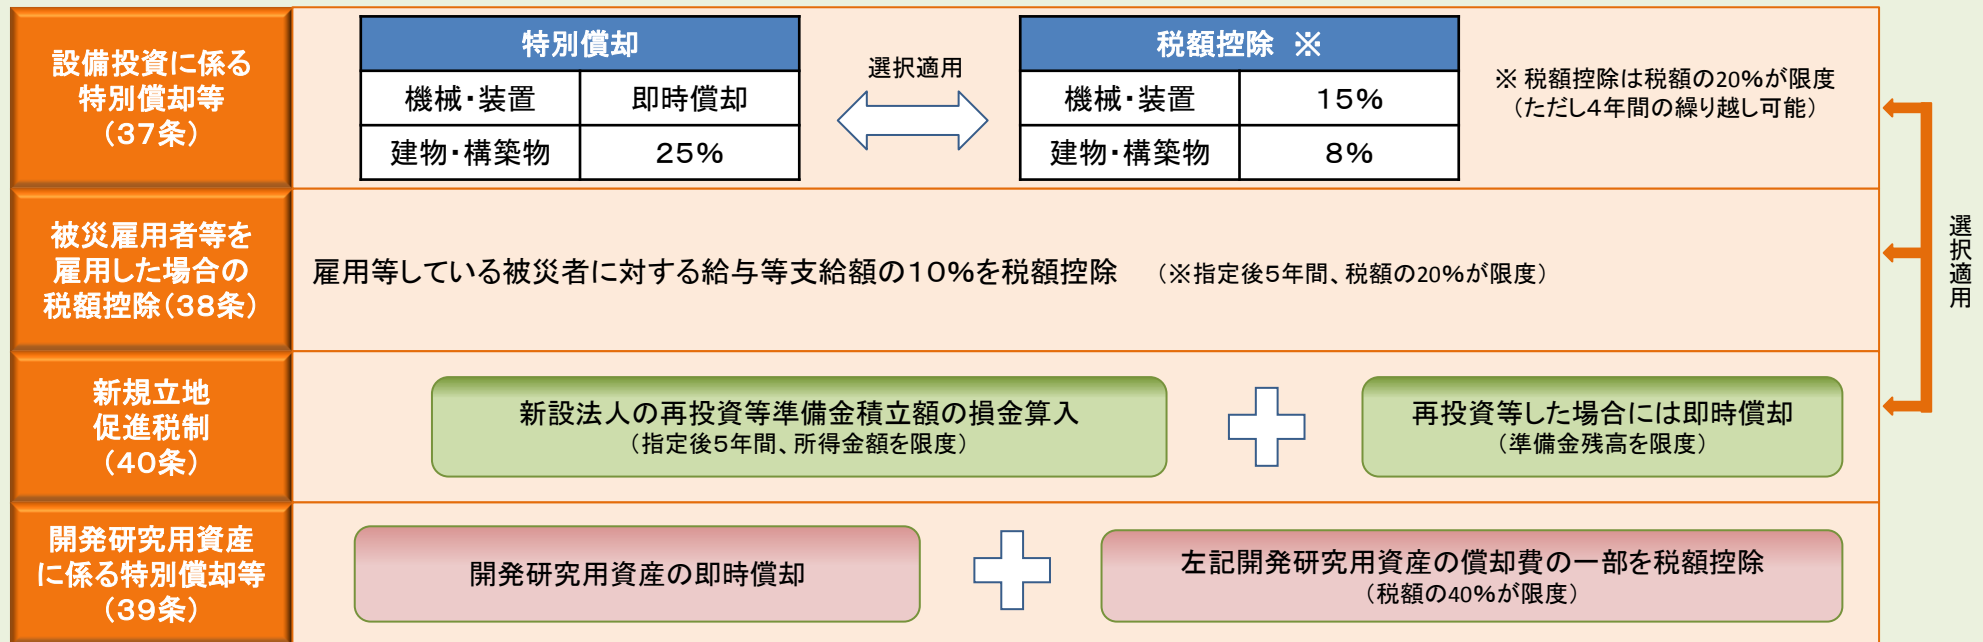 設備投資に係る
特別償却等
（37条）
特別償却
機械・装置 即時償却
建物・構築物 25%
選択適用
税額控除 ※
機械・装置 15%
建物・構築物 8%
※ 税額控除は税額の20%が限度
（ただし4年間の繰り越し可能）
被災雇用者等を
雇用した場合の
税額控除（38条）
雇用等している被災者に対する給与等支給額の10%を税額控除 （※指定後5年間、税額の20%が限度）
新規立地
促進税制
（40条）
新設法人の再投資等準備金積立額の損金算入
（指定後5年間、所得金額を限度）
再投資等した場合には即時償却
（準備金残高を限度）
開発研究用資産
に係る特別償却等
（39条）
開発研究用資産の即時償却
左記開発研究用資産の償却費の一部を税額控除
（税額の40%が限度）
選択適用